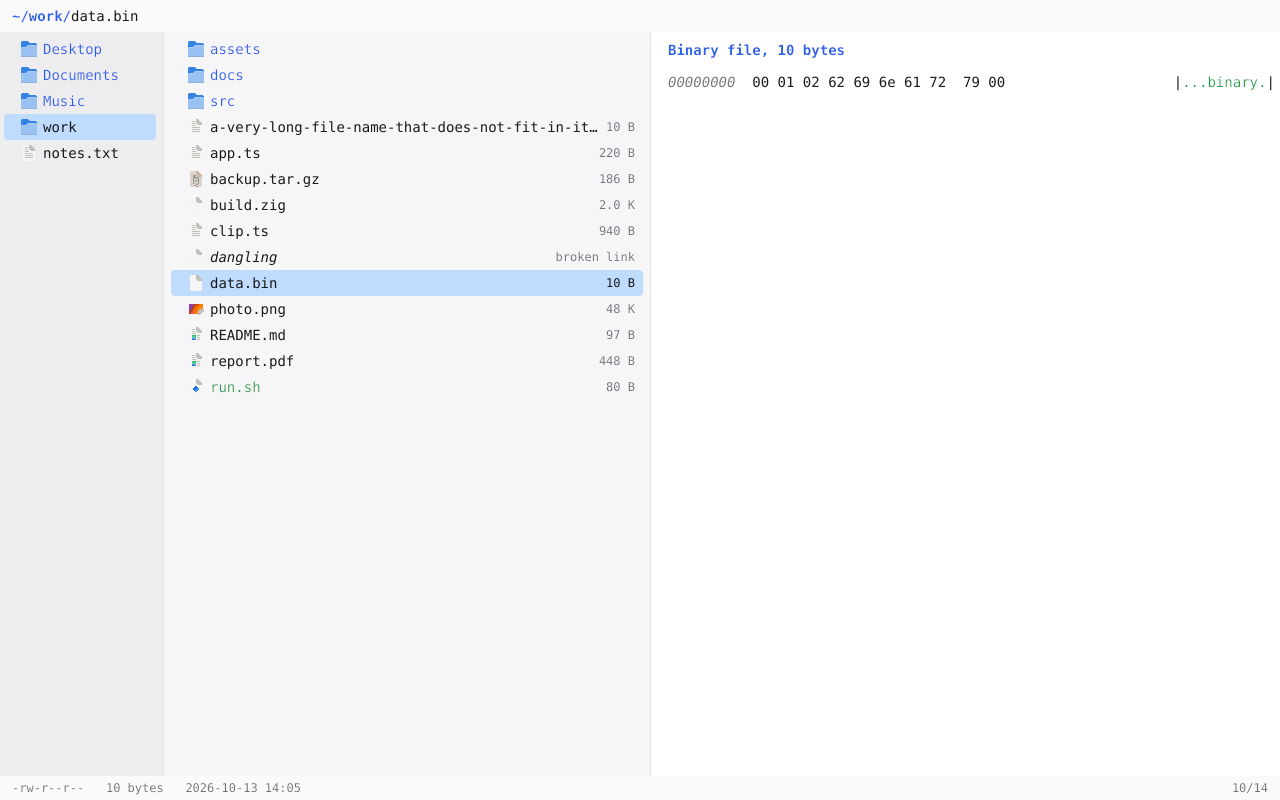 ~/work/data.bin
Desktop
Documents
Music
work
notes.txt
assets
docs
src
a-very-long-file-name-that-does-not-fit-in-it… 10 B
app.ts 220 B
backup.tar.gz 186 B
build.zig 2.0 K
clip.ts 940 B
dangling broken link
data.bin 10 B
photo.png 48 K
README.md 97 B
report.pdf 448 B
run.sh 80 B
Binary file, 10 bytes
00000000 00 01 02 62 69 6e 61 72 79 00 |...binary.|
-rw-r--r-- 10 bytes 2026-10-13 14:05 10/14